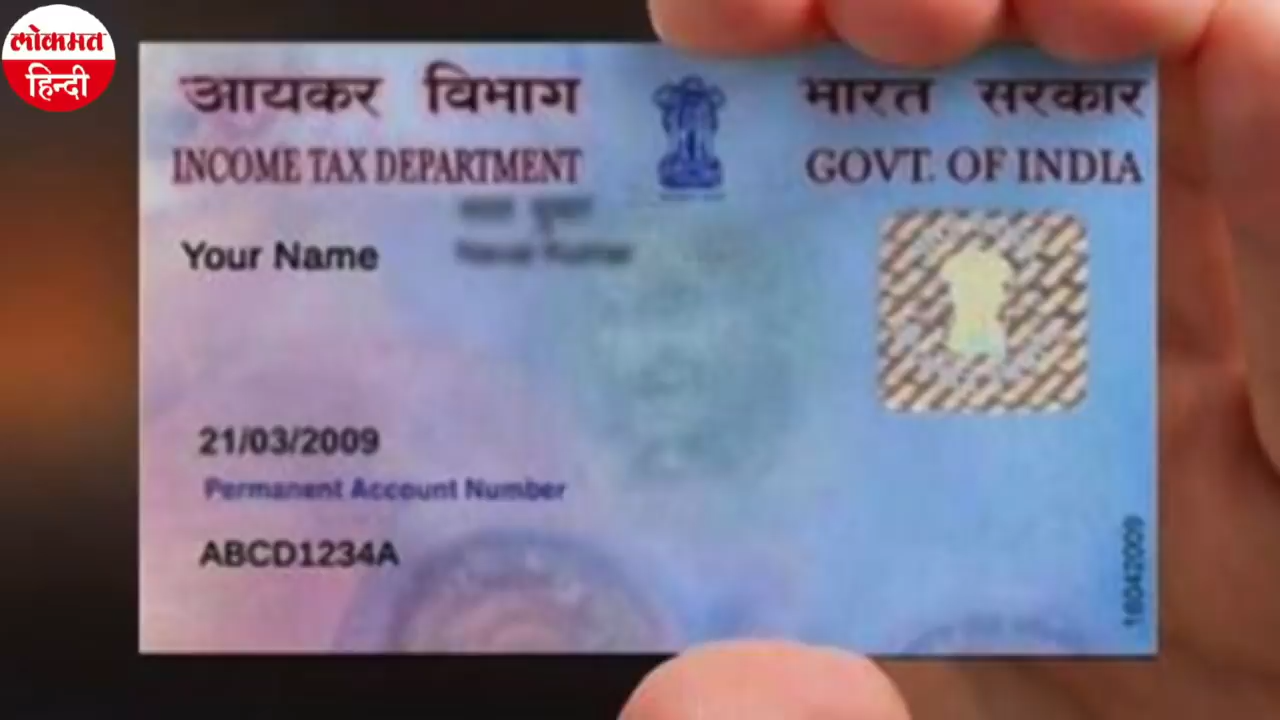 लोकमत
हिन्दी
आयकर विभाग
भारत सरकार
INCOME TAX DEPARTMENT
GOVT. OF INDIA
Your Name
21/03/2009
Permanent Account Number
ABCD1234A
16042009